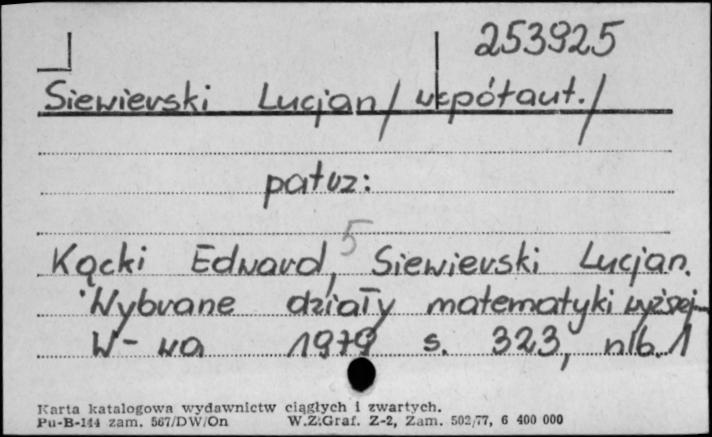 253925
Siewierski Lucjan /współaut./
patrz:
5
Kącki Edward, Siewierski Lucjan.
Wybrane działy matematyki wyższej
W-wa 1979 s. 323, nlb. 1
Karta katalogowa wydawnictw ciągłych i zwartych.
Pu-B-144 zam. 567/DW/On W.Z.Graf. Z-2, Zam. 502/77, 6 400 000